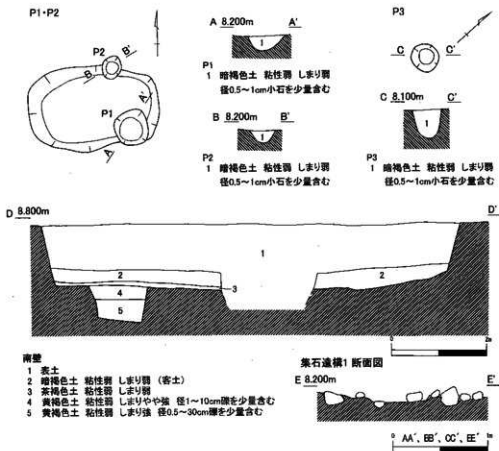 P1・P2
P2
B'
B
A'
P1
A
A 8.200m A'
1
P1
1 暗褐色土 粘性弱 しまり弱
径0.5～1cm小石を少量含む
B 8.200m B'
1
P2
1 暗褐色土 粘性弱 しまり弱
径0.5～1cm小石を少量含む
P3
C C'
C 8.100m C'
1
P3
1 暗褐色土 粘性弱 しまり弱
径0.5～1cm小石を少量含む
D 8.800m D'
1
2
2
3
4
5
0 2m
南壁
1 表土
2 暗褐色土 粘性弱 しまり弱 (客土)
3 茶褐色土 粘性弱 しまり弱
4 黄褐色土 粘性弱 しまりやや強 径1～10cm礫を少量含む
5 黄褐色土 粘性弱 しまり強 径0.5～30cm礫を少量含む
集石遺構1 断面図
E 8.200m E'
0 AA'、BB'、CC'、EE' 1m